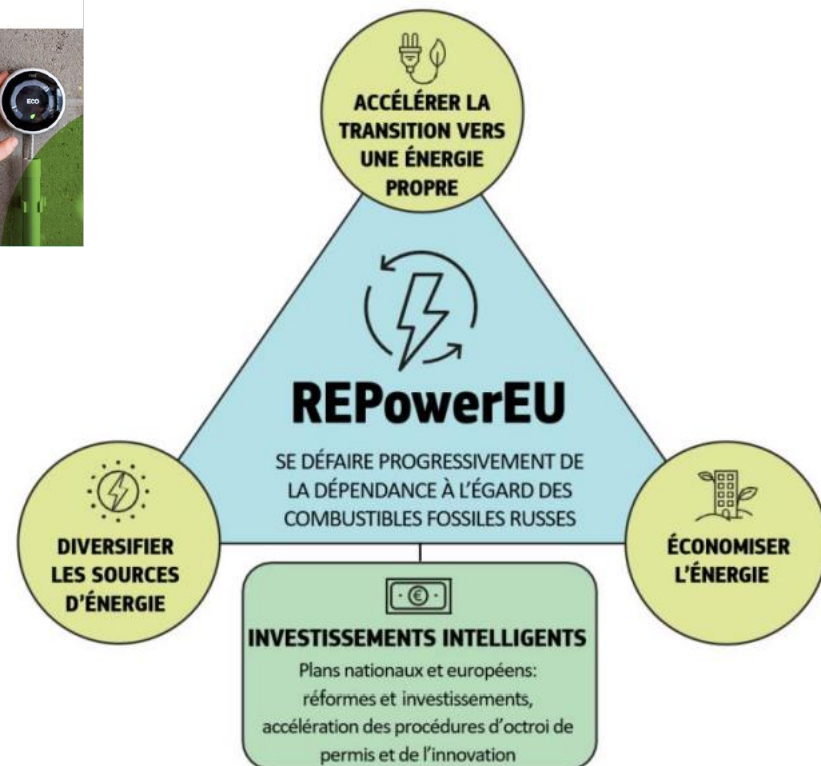 ECO
ACCÉLÉRER LA
TRANSITION VERS
UNE ÉNERGIE
PROPRE
REPowerEU
SE DÉFAIRE PROGRESSIVEMENT DE
LA DÉPENDANCE À L'ÉGARD DES
COMBUSTIBLES FOSSILES RUSSES
DIVERSIFIER
LES SOURCES
D'ÉNERGIE
ÉCONOMISER
L'ÉNERGIE
INVESTISSEMENTS INTELLIGENTS
Plans nationaux et européens:
réformes et investissements,
accélération des procédures d'octroi de
permis et de l'innovation